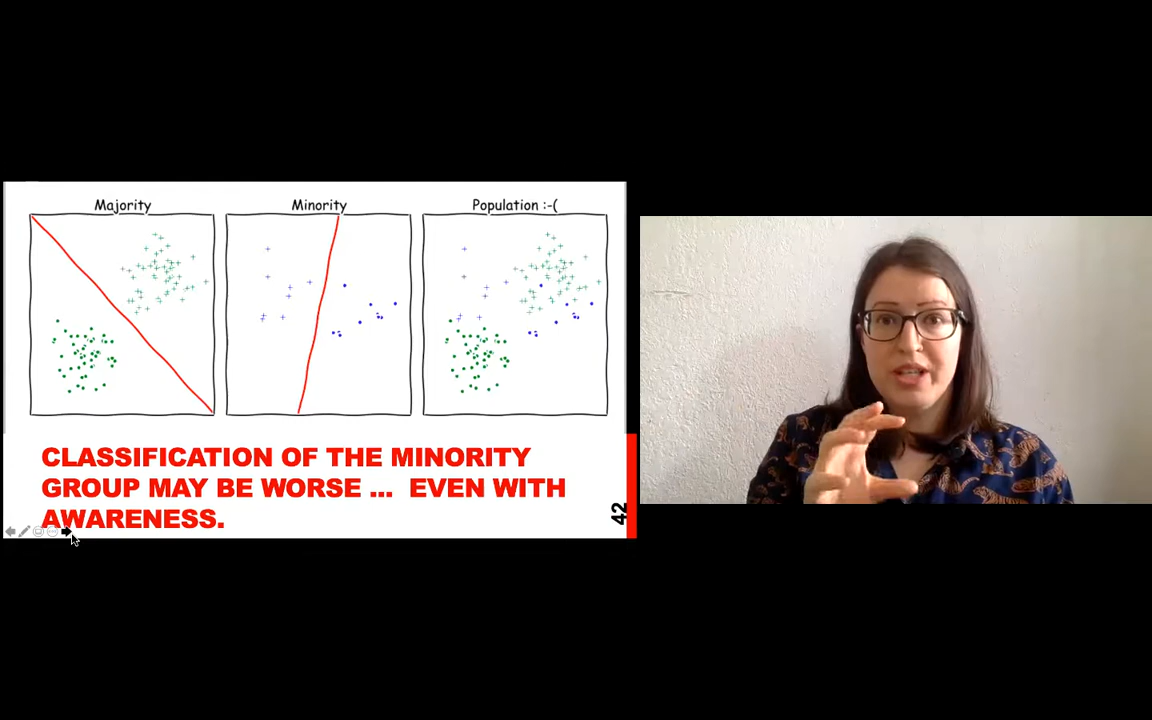 Majority
Minority
Population :-(
CLASSIFICATION OF THE MINORITY
GROUP MAY BE WORSE ... EVEN WITH
AWARENESS.
42